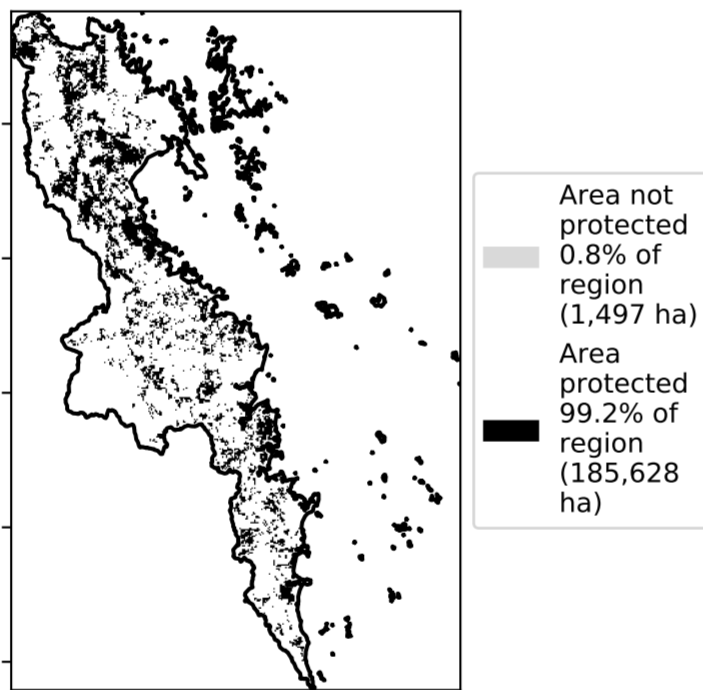 Area not
protected
0.8% of
region
(1,497 ha)
Area
protected
99.2% of
region
(185,628
ha)